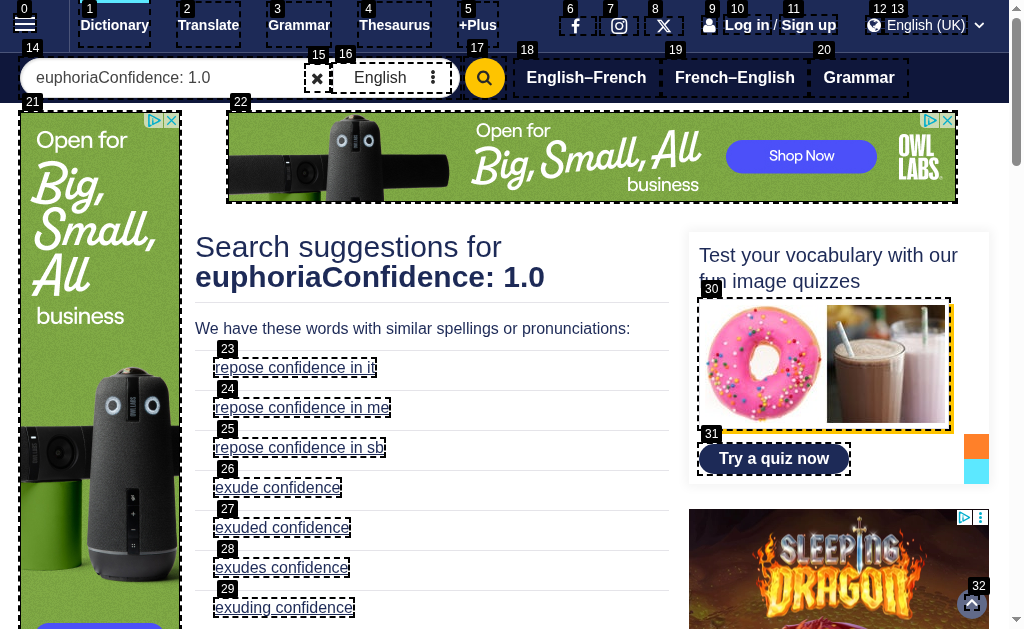 0 1 2 3 4 5 6 7 8 9 10 11 12 13
Dictionary Translate Grammar Thesaurus +Plus Log in / Sign up English (UK)
14 15 16 17 18 19 20
euphoriaConfidence: 1.0 English English–French French–English Grammar
21 22
Open for
Big,
Small,
All
business
Open for
Big, Small, All
business
Shop Now
OWL
LABS
Search suggestions for
euphoriaConfidence: 1.0
We have these words with similar spellings or pronunciations:
23
repose confidence in it
24
repose confidence in me
25
repose confidence in sb
26
exude confidence
27
exuded confidence
28
exudes confidence
29
exuding confidence
Test your vocabulary with our
fun image quizzes
30
31
Try a quiz now
SLEEPING
DRAGON
32